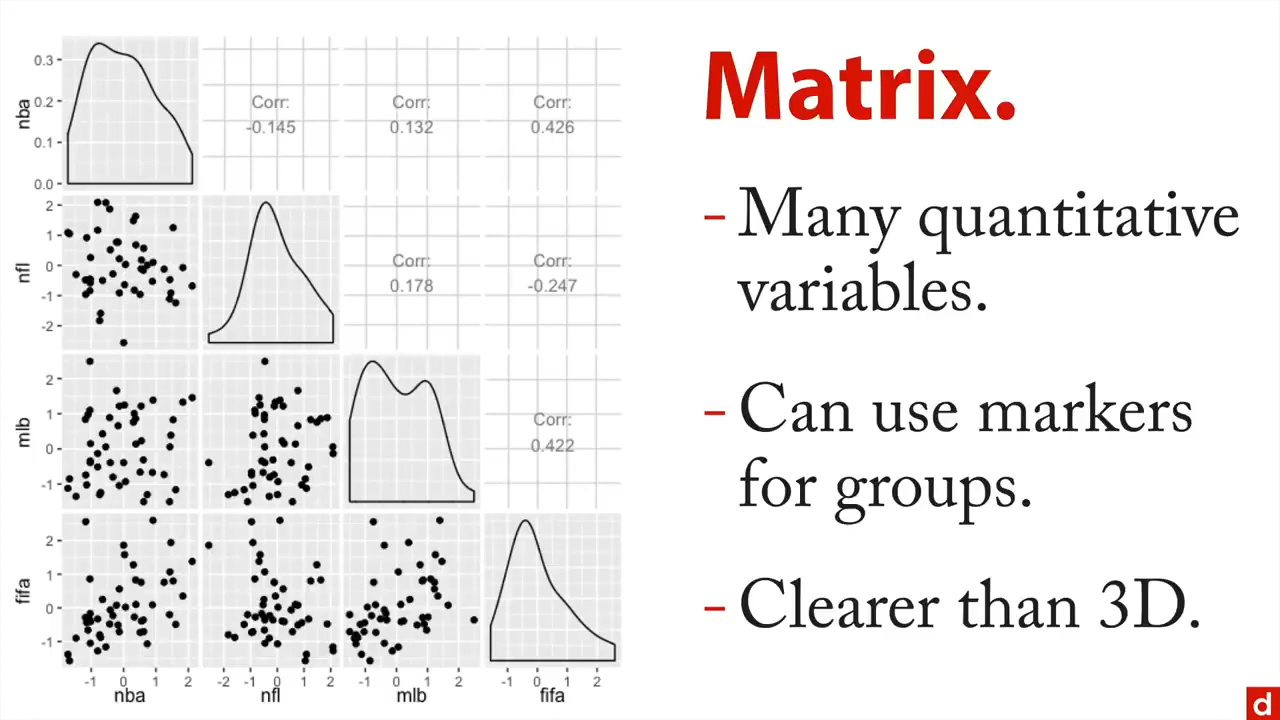 Matrix.
- Many quantitative
variables.
- Can use markers
for groups.
- Clearer than 3D.
nba
0.3
0.2
0.1
0.0
Corr:
-0.145
Corr:
0.132
Corr:
0.426
nfl
2
1
0
-1
-2
Corr:
0.178
Corr:
-0.247
mlb
2
1
0
-1
Corr:
0.422
fifa
2
1
0
-1
-1 0 1 2
-2 -1 0 1 2
-1 0 1 2
-1 0 1 2
nba nfl mlb fifa
d